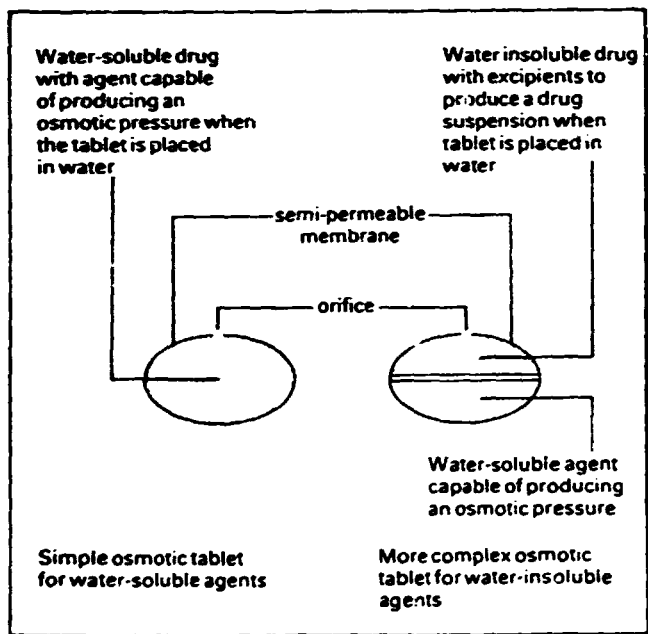 Water-soluble drug
with agent capable
of producing an
osmotic pressure when
the tablet is placed
in water
Water insoluble drug
with excipients to
produce a drug
suspension when
tablet is placed in
water
semi-permeable
membrane
orifice
Water-soluble agent
capable of producing
an osmotic pressure
Simple osmotic tablet
for water-soluble agents
More complex osmotic
tablet for water-insoluble
agents